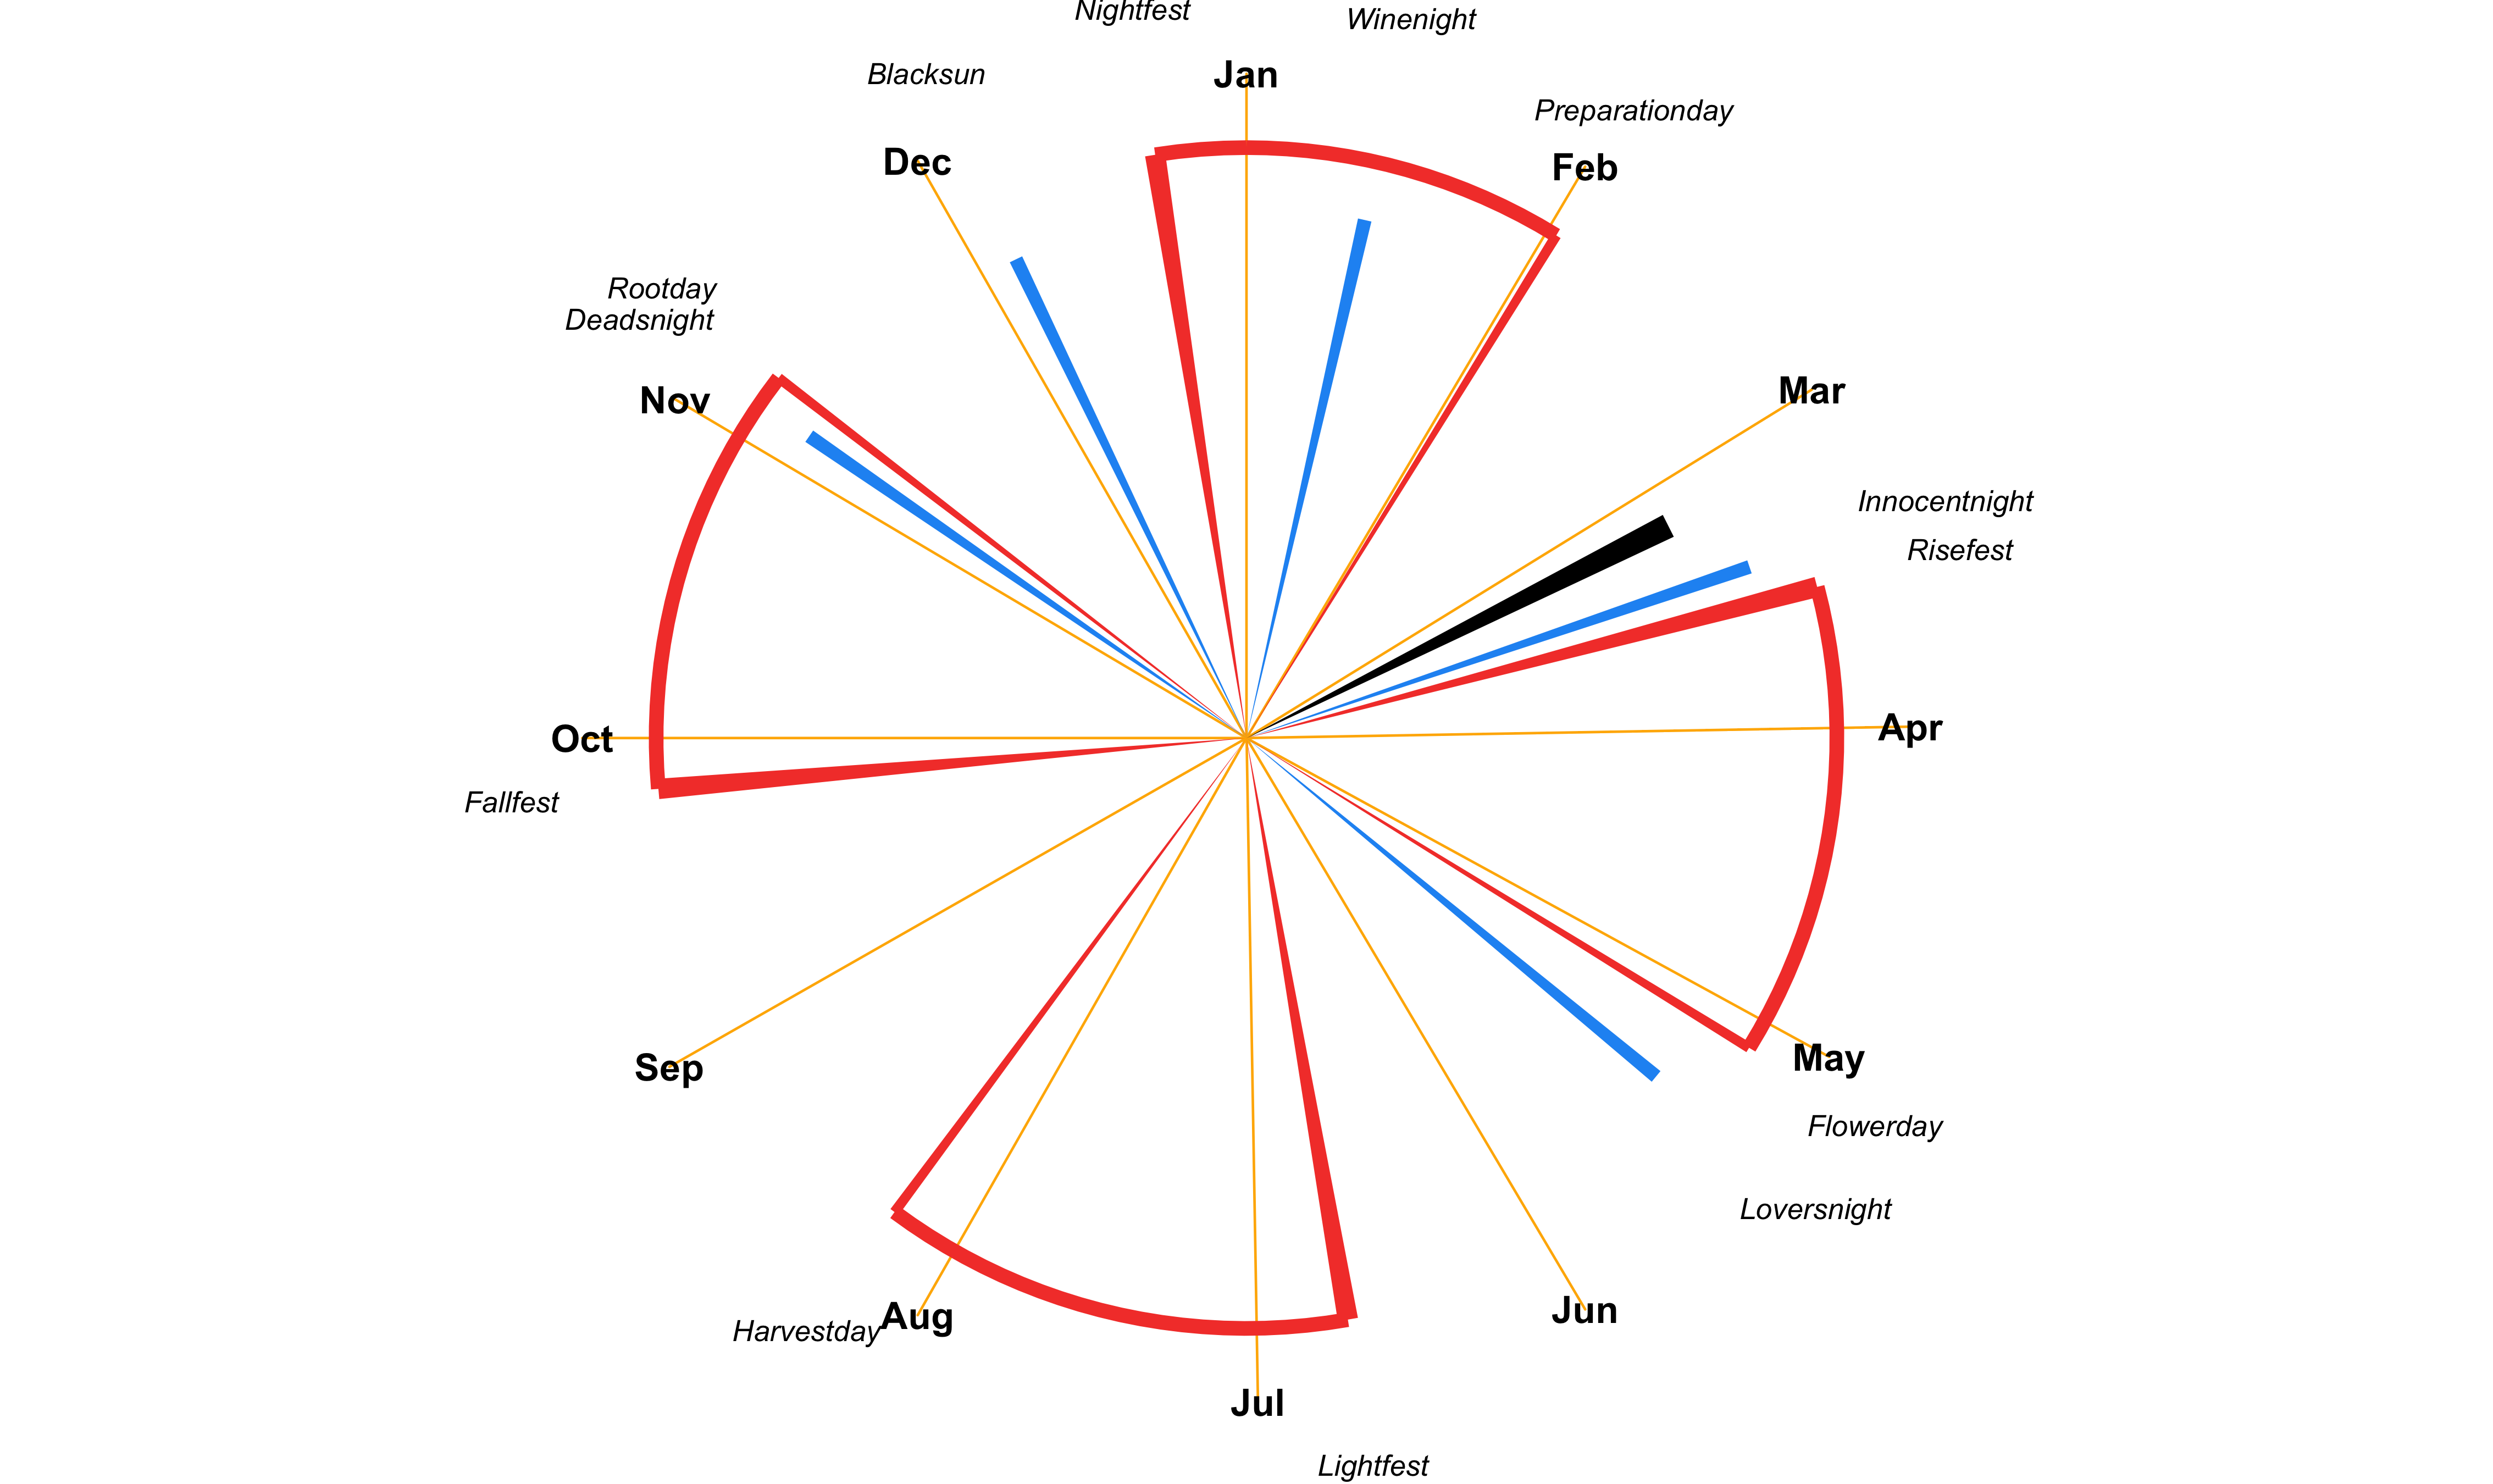 Nightfest
Winenight
Blacksun
Jan
Preparationday
Dec
Feb
Rootday
Deadsnight
Nov
Mar
Innocentnight
Risefest
Oct
Apr
Fallfest
Sep
May
Flowerday
Loversnight
Harvestday
Aug
Jun
Jul
Lightfest